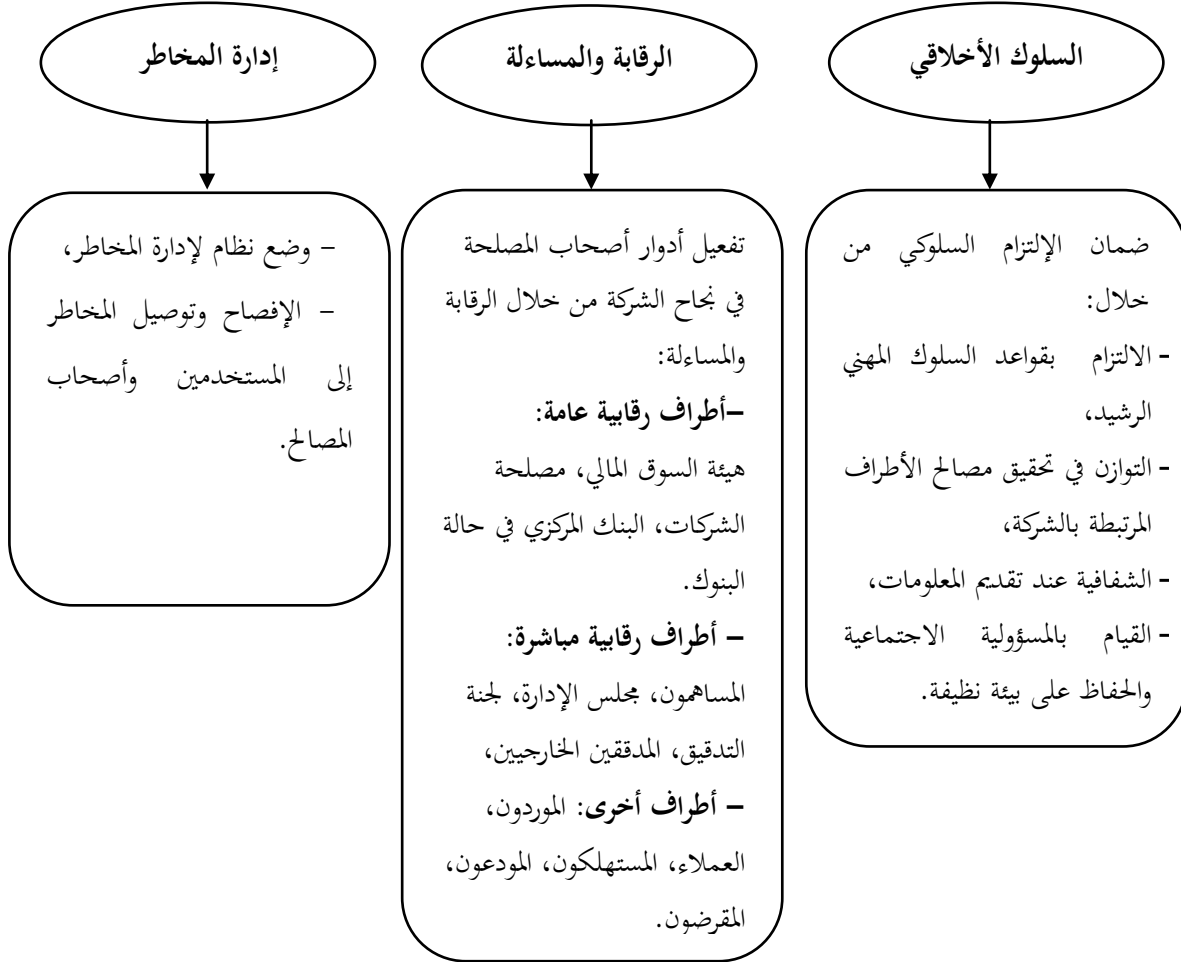 السلوك الأخلاقي
ضمان الإلتزام السلوكي من
خلال:
- الالتزام بقواعد السلوك المهني
الرشيد،
- التوازن في تحقيق مصالح الأطراف
المرتبطة بالشركة،
- الشفافية عند تقديم المعلومات،
- القيام بالمسؤولية الاجتماعية
والحفاظ على بيئة نظيفة.
الرقابة والمساءلة
تفعيل أدوار أصحاب المصلحة
في نجاح الشركة من خلال الرقابة
والمساءلة:
–أطراف رقابية عامة:
هيئة السوق المالي، مصلحة
الشركات، البنك المركزي في حالة
البنوك.
– أطراف رقابية مباشرة:
المساهمون، مجلس الإدارة، لجنة
التدقيق، المدققين الخارجيين،
– أطراف أخرى: الموردون،
العملاء، المستهلكون، المودعون،
المقرضون.
إدارة المخاطر
– وضع نظام لإدارة المخاطر،
– الإفصاح وتوصيل المخاطر
إلى المستخدمين وأصحاب
المصالح.